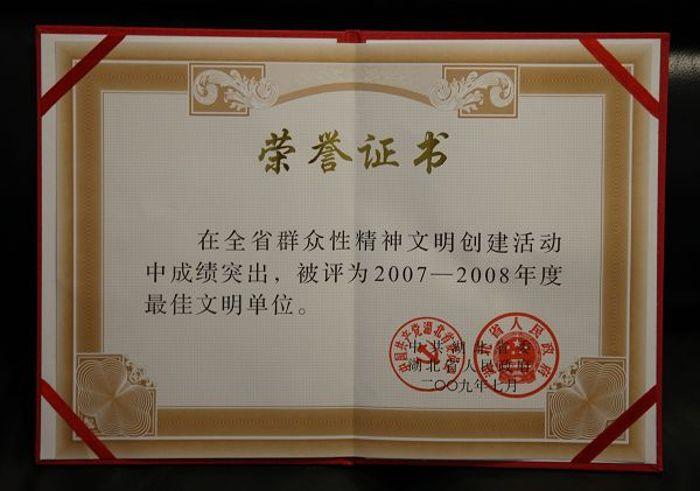 荣誉证书
在全省群众性精神文明创建活动
中成绩突出，被评为2007—2008年度
最佳文明单位。
中共湖北省委
湖北省人民政府
二〇〇九年七月